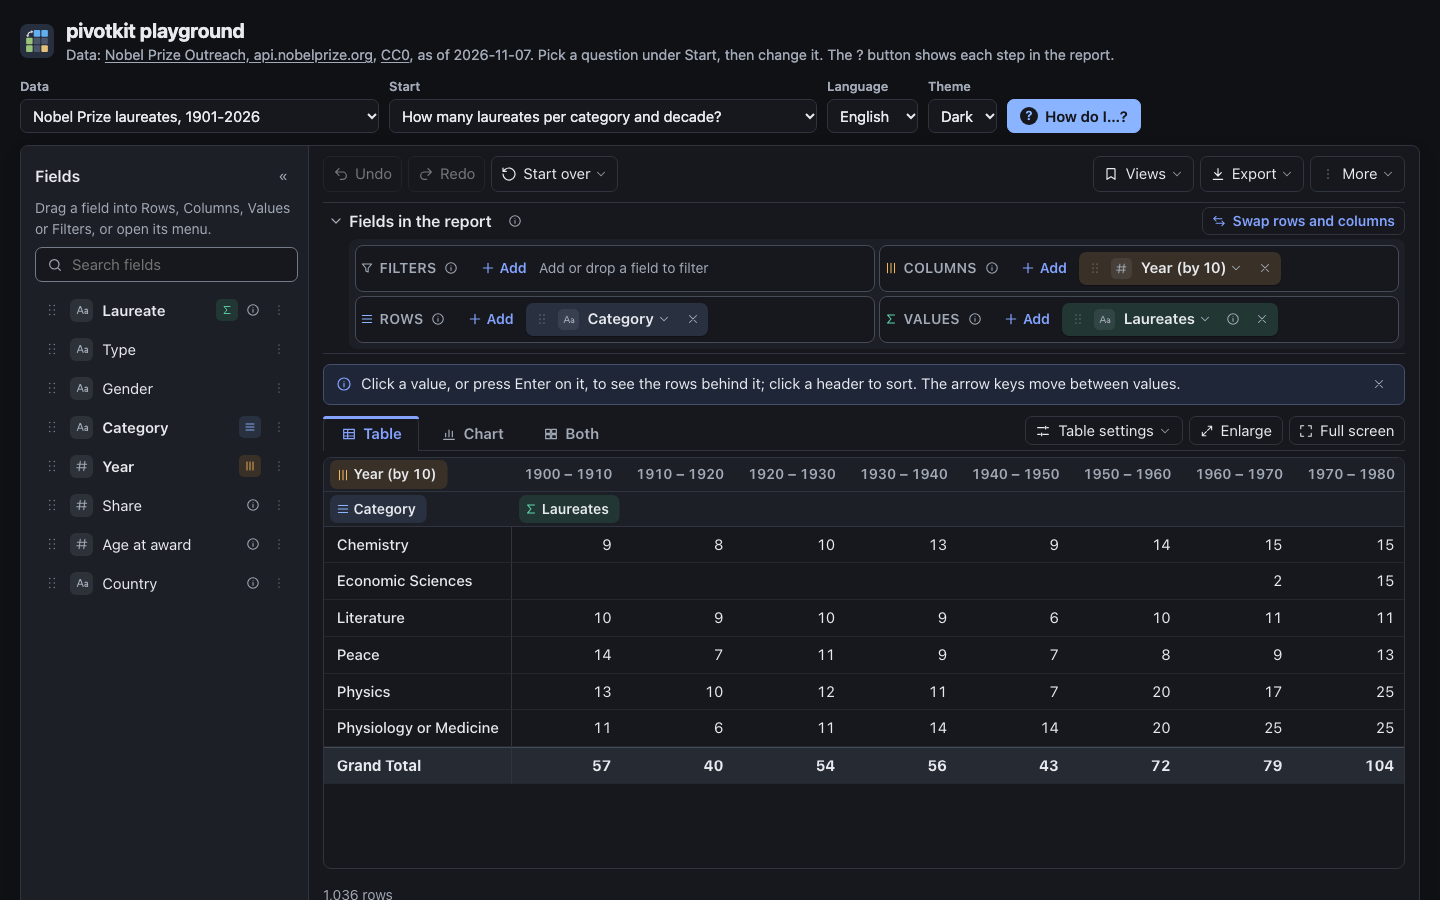 pivotkit playground
Data: Nobel Prize Outreach, api.nobelprize.org, CC0, as of 2026-11-07. Pick a question under Start, then change it. The ? button shows each step in the report.
Data
Start
Language
Theme
Nobel Prize laureates, 1901-2026
How many laureates per category and decade?
English
Dark
? How do I...?
Fields
«
Drag a field into Rows, Columns, Values
or Filters, or open its menu.
Search fields
Aa Laureate Σ
Aa Type
Aa Gender
Aa Category
# Year
# Share
# Age at award
Aa Country
Undo
Redo
Start over
Views
Export
More
Fields in the report
Swap rows and columns
FILTERS + Add Add or drop a field to filter
COLUMNS + Add # Year (by 10)
ROWS + Add Aa Category
Σ VALUES + Add Aa Laureates
Click a value, or press Enter on it, to see the rows behind it; click a header to sort. The arrow keys move between values.
Table
Chart
Both
Table settings
Enlarge
Full screen
Year (by 10) 1900 – 1910 1910 – 1920 1920 – 1930 1930 – 1940 1940 – 1950 1950 – 1960 1960 – 1970 1970 – 1980
Category Σ Laureates
Chemistry 9 8 10 13 9 14 15 15
Economic Sciences 2 15
Literature 10 9 10 9 6 10 11 11
Peace 14 7 11 9 7 8 9 13
Physics 13 10 12 11 7 20 17 25
Physiology or Medicine 11 6 11 14 14 20 25 25
Grand Total 57 40 54 56 43 72 79 104
1,036 rows